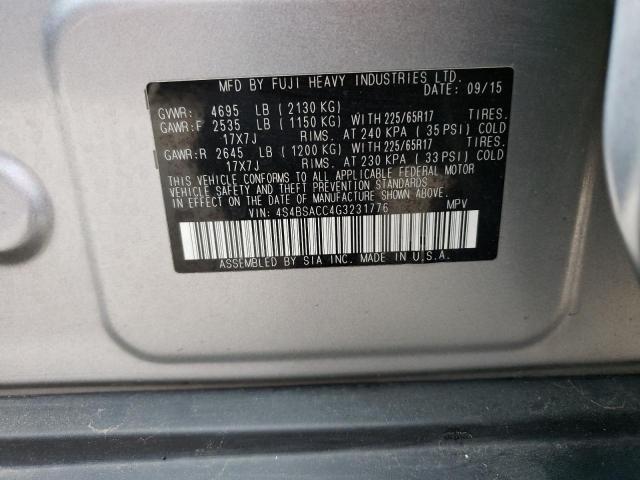 MFD BY FUJI HEAVY INDUSTRIES LTD.
DATE: 09/15
GVWR: 4695 LB ( 2130 KG)
GAWR:F 2535 LB ( 1150 KG) WITH 225/65R17 TIRES.
17X7J RIMS. AT 240 KPA ( 35 PSI) COLD
GAWR:R 2645 LB ( 1200 KG) WITH 225/65R17 TIRES.
17X7J RIMS. AT 230 KPA ( 33 PSI) COLD
THIS VEHICLE CONFORMS TO ALL APPLICABLE FEDERAL MOTOR
VEHICLE SAFETY AND THEFT PREVENTION STANDARDS
IN EFFECT ON THE DATE OF MANUFACTURE SHOWN ABOVE.
VIN: 4S4BSACC4G3231776 MPV
ASSEMBLED BY SIA INC. MADE IN U.S.A.